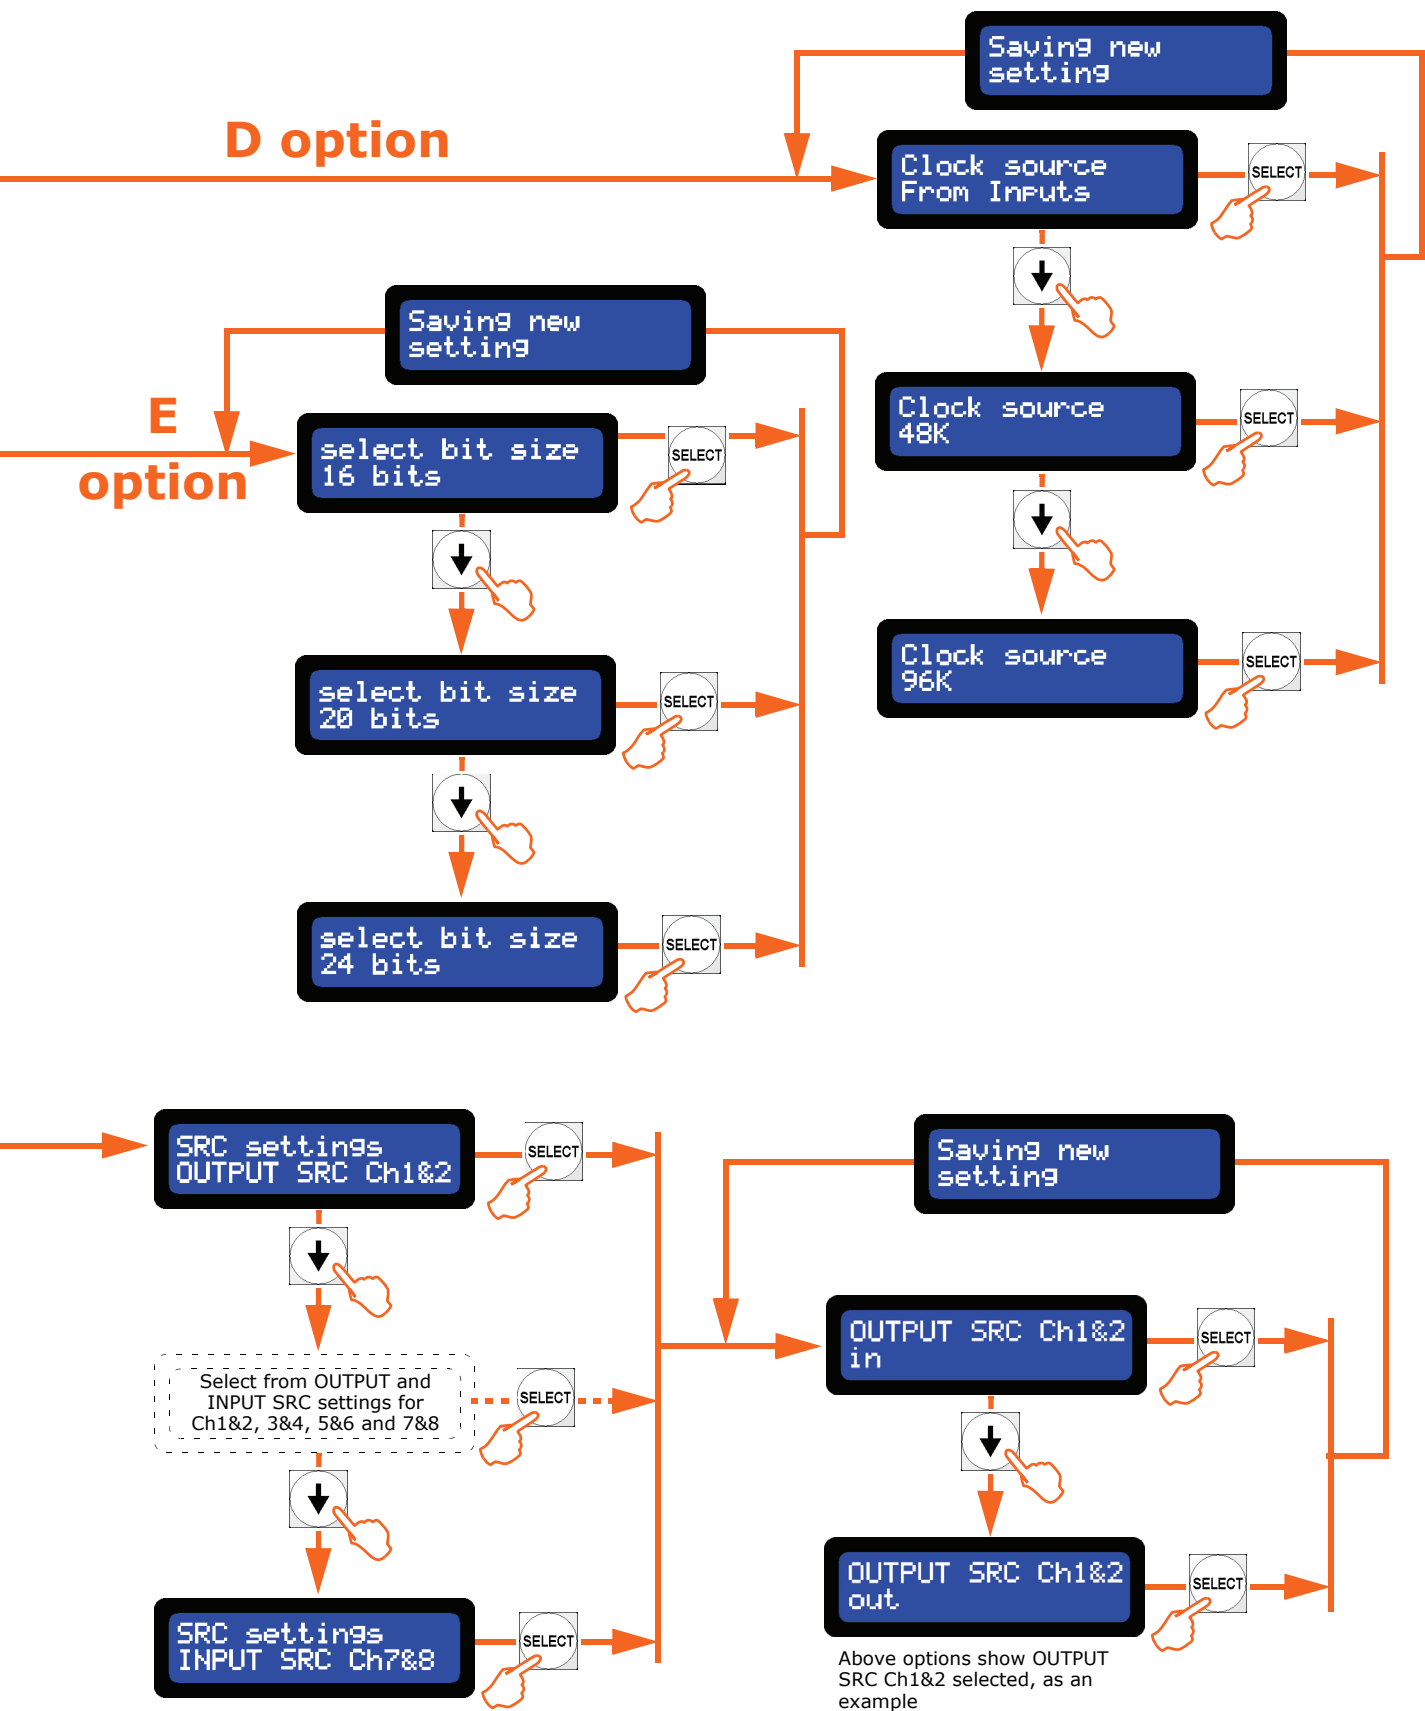 Saving new
setting
D option
Clock source
From Inputs
SELECT
Saving new
setting
Clock source
48K
SELECT
E
option
select bit size
16 bits
SELECT
Clock source
96K
SELECT
select bit size
20 bits
SELECT
select bit size
24 bits
SELECT
SRC settings
OUTPUT SRC Ch1&2
SELECT
Saving new
setting
Select from OUTPUT and
INPUT SRC settings for
Ch1&2, 3&4, 5&6 and 7&8
SELECT
OUTPUT SRC Ch1&2
in
SELECT
OUTPUT SRC Ch1&2
out
SELECT
SRC settings
INPUT SRC Ch7&8
SELECT
Above options show OUTPUT
SRC Ch1&2 selected, as an
example